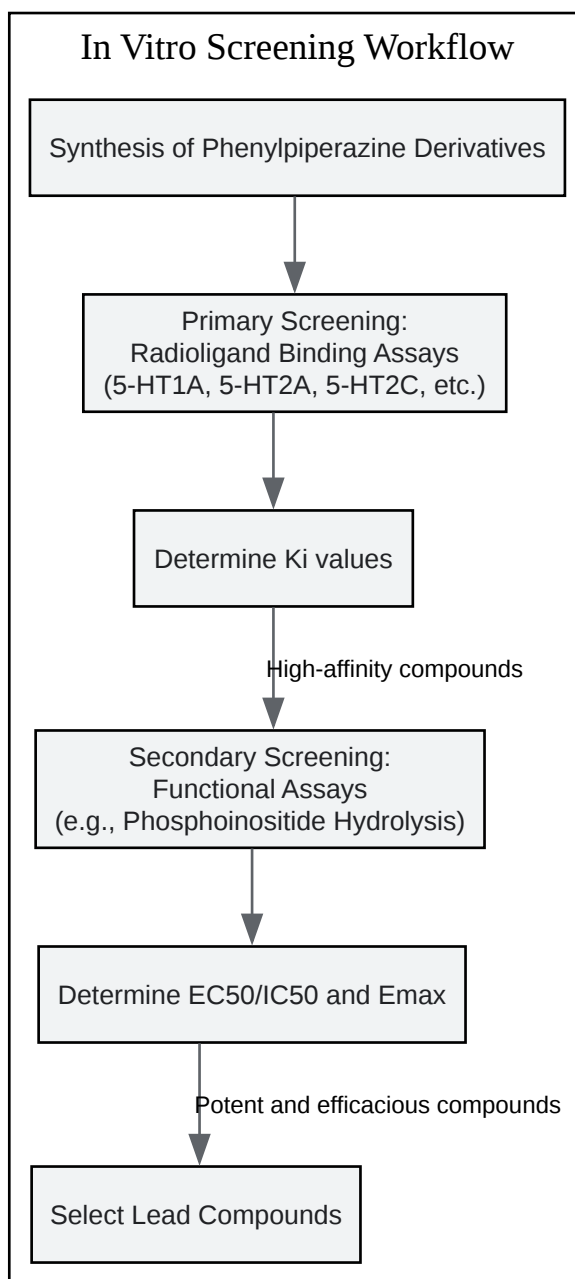 In Vitro Screening Workflow
Synthesis of Phenylpiperazine Derivatives
Primary Screening:
Radioligand Binding Assays
(5-HT1A, 5-HT2A, 5-HT2C, etc.)
Determine Ki values
High-affinity compounds
Secondary Screening:
Functional Assays
(e.g., Phosphoinositide Hydrolysis)
Determine EC50/IC50 and Emax
Potent and efficacious compounds
Select Lead Compounds